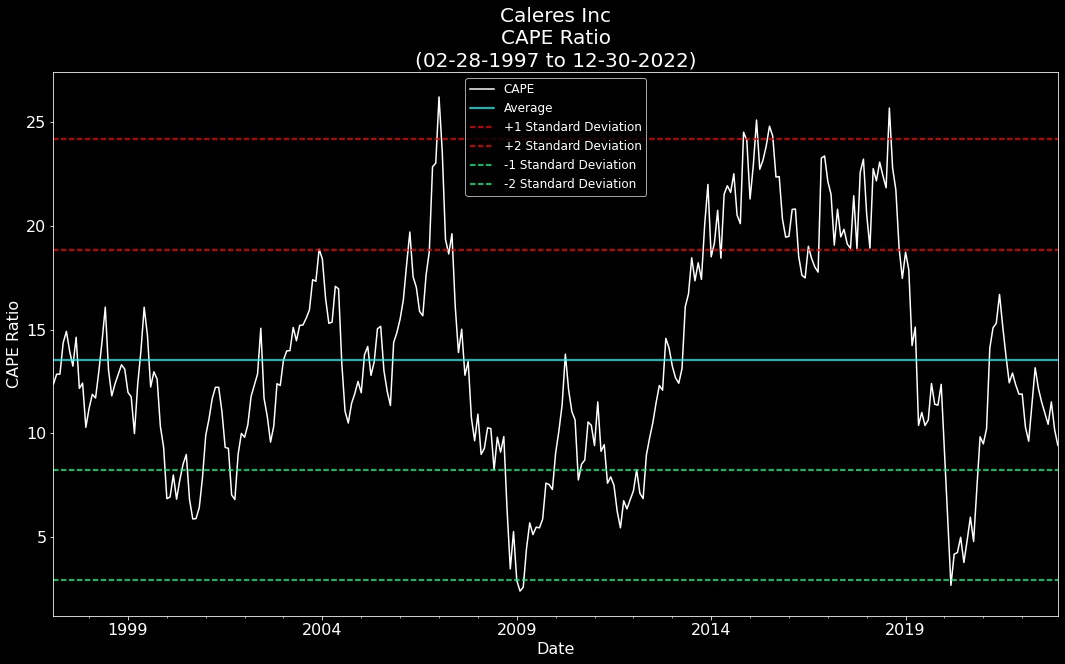 Caleres Inc
CAPE Ratio
(02-28-1997 to 12-30-2022)
CAPE
Average
+1 Standard Deviation
+2 Standard Deviation
-1 Standard Deviation
-2 Standard Deviation
CAPE Ratio
25
20
15
10
5
1999 2004 2009 2014 2019
Date